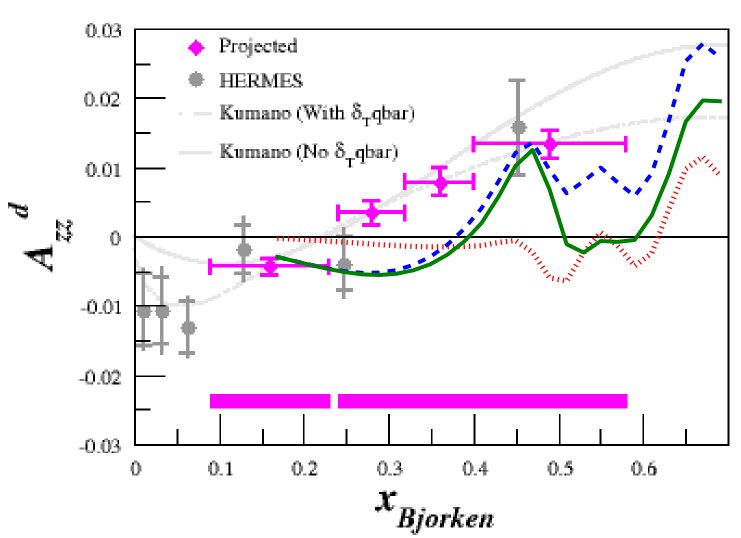 0.03
0.02
0.01
0
-0.01
-0.02
-0.03
A zz d
Projected
HERMES
Kumano (With δTqbar)
Kumano (No δTqbar)
0 0.1 0.2 0.3 0.4 0.5 0.6
x Bjorken